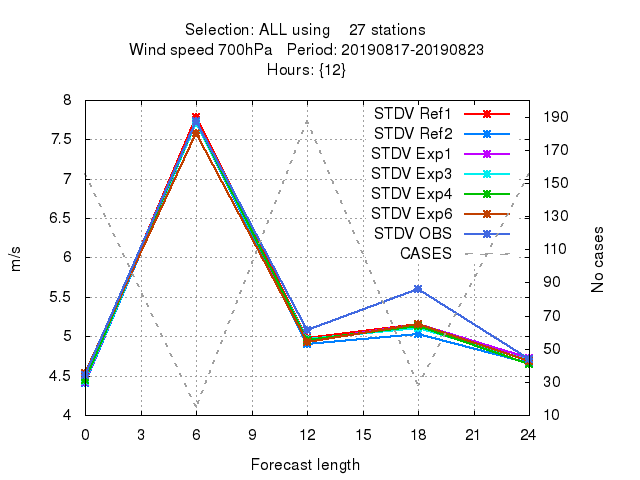 Selection: ALL using    27 stations
Wind speed 700hPa   Period: 20190817-20190823
Hours: {12}
8
7.5
7
6.5
6
5.5
5
4.5
4
m/s
STDV Ref1
STDV Ref2
STDV Exp1
STDV Exp3
STDV Exp4
STDV Exp6
STDV OBS
CASES
190
170
150
130
110
90
70
50
30
10
No cases
0 3 6 9 12 15 18 21 24
Forecast length